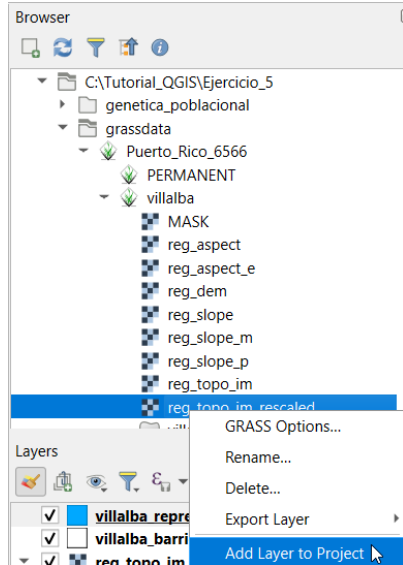 Browser
C:\Tutorial_QGIS\Ejercicio_5
genetica_poblacional
grassdata
Puerto_Rico_6566
PERMANENT
villalba
MASK
reg_aspect
reg_aspect_e
reg_dem
reg_slope
reg_slope_m
reg_slope_p
reg_topo_im
reg_topo_im_rescaled
GRASS Options...
Rename...
Delete...
Export Layer
Add Layer to Project
Layers
villalba_repre
villalba_barri
reg_topo_im